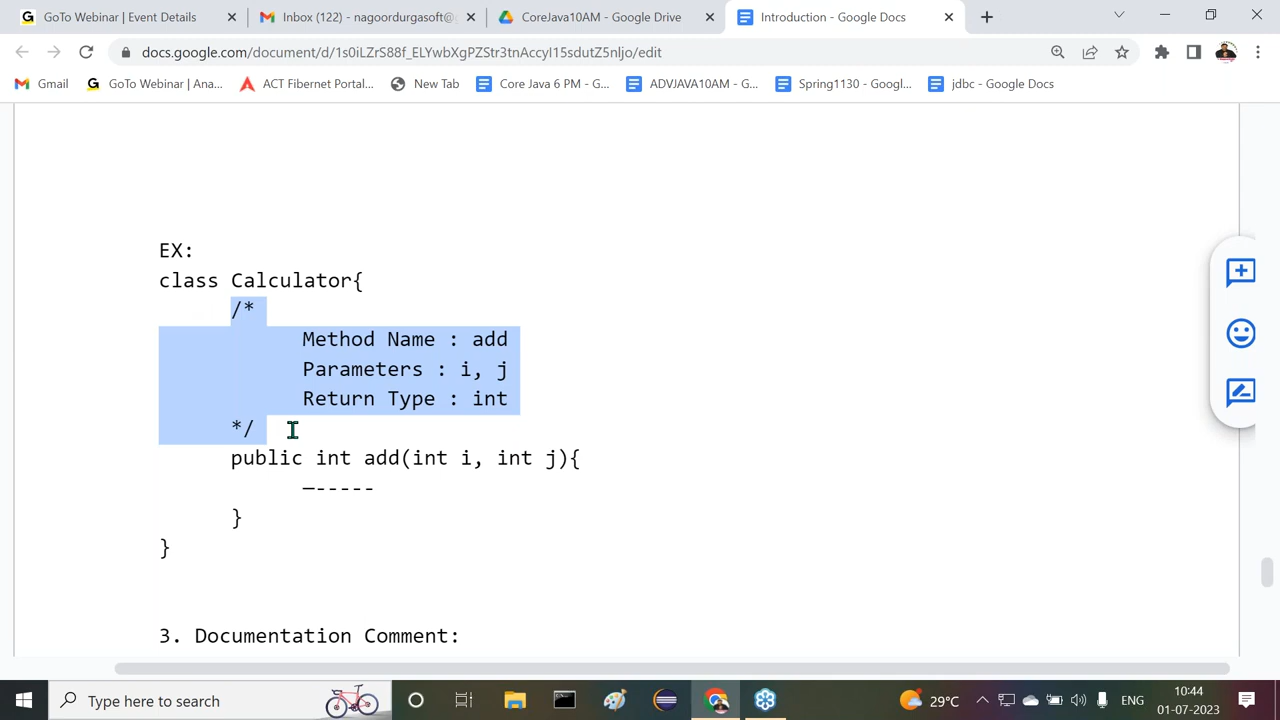 GoTo Webinar | Event Details
Inbox (122) - nagoordurgasoft@
CoreJava10AM - Google Drive
Introduction - Google Docs
docs.google.com/document/d/1s0iLZrS88f_ELYwbXgPZStr3tnAccyI15sdutZ5nljo/edit
Gmail
GoTo Webinar | Ana...
ACT Fibernet Portal...
New Tab
Core Java 6 PM - G...
ADVJAVA10AM - G...
Spring1130 - Googl...
jdbc - Google Docs
EX:
class Calculator{
/*
Method Name : add
Parameters : i, j
Return Type : int
*/
public int add(int i, int j){
—-----
}
}
3. Documentation Comment:
Type here to search
29°C
ENG
10:44
01-07-2023